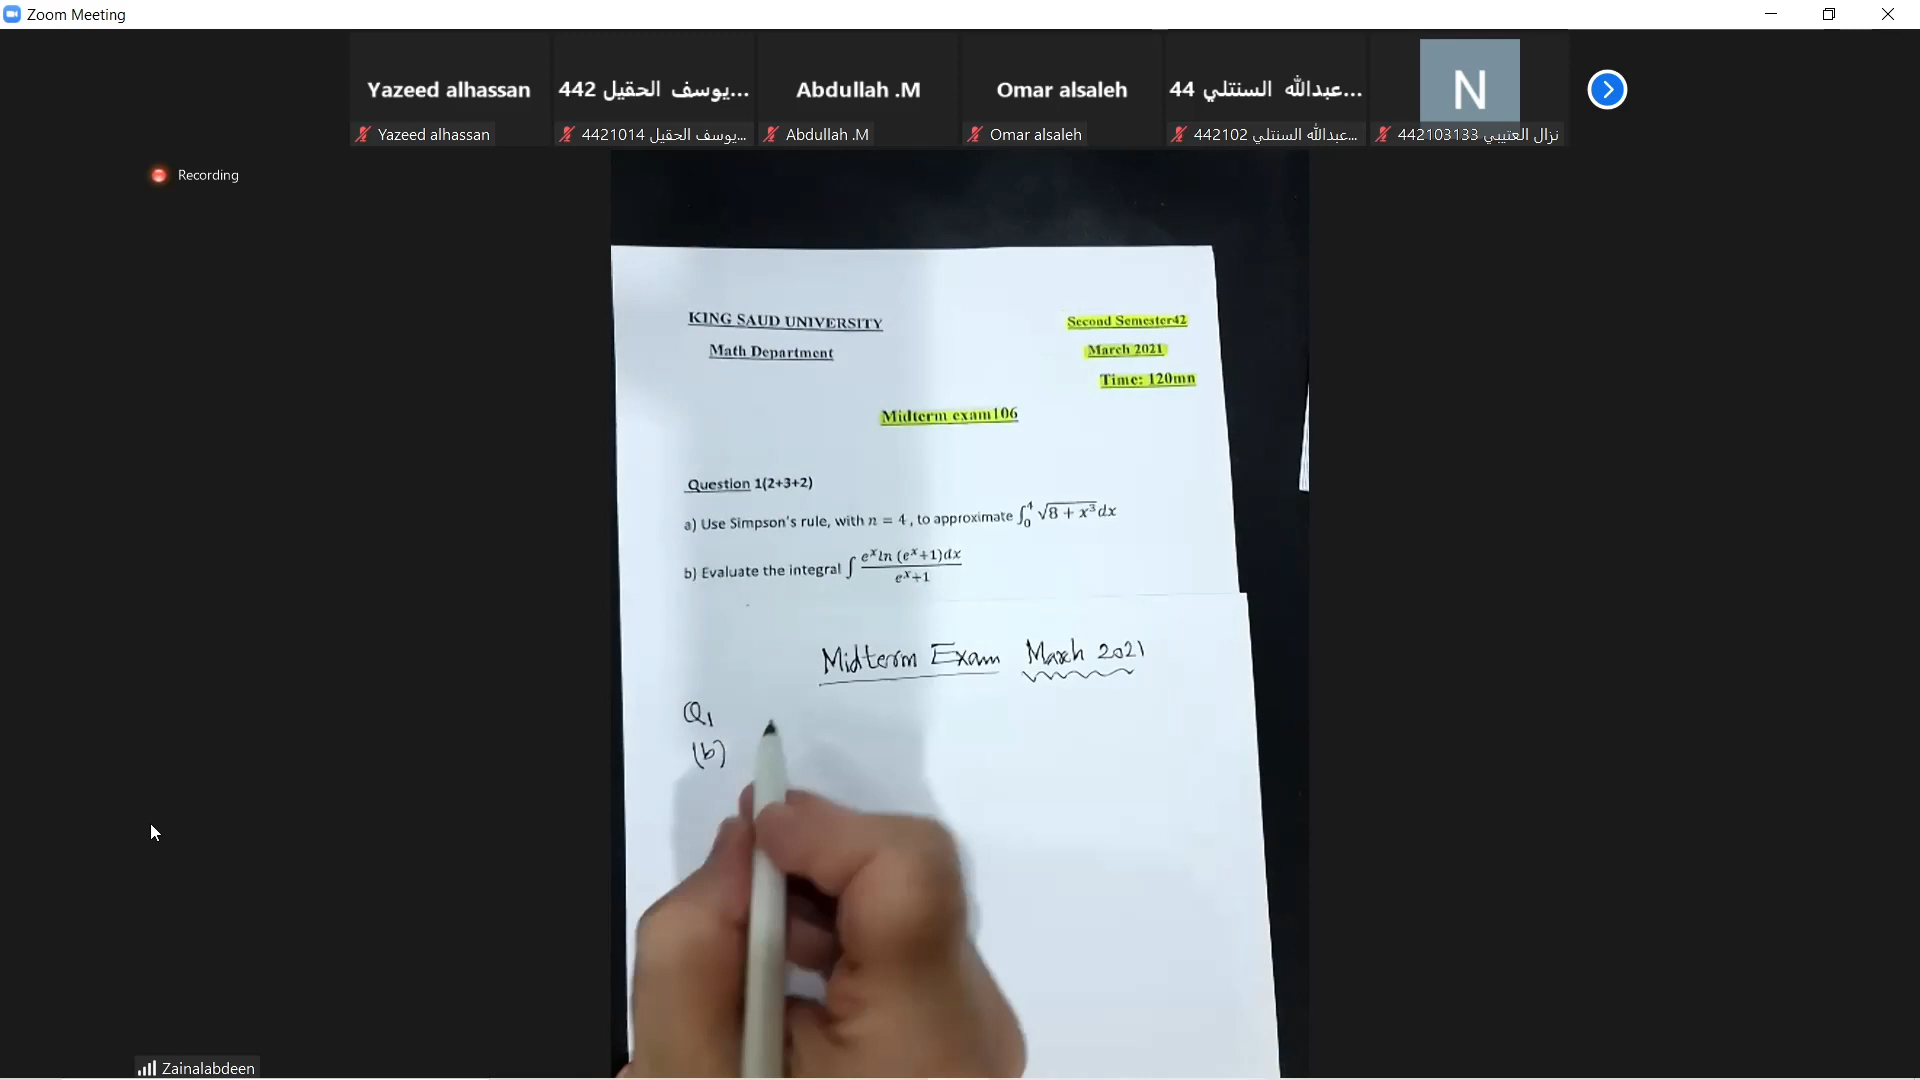 Zoom Meeting
Yazeed alhassan
442 يوسف الحقيل...
Abdullah .M
Omar alsaleh
44 عبدالله السنتلي...
N
Yazeed alhassan
4421014 يوسف الحقيل...
Abdullah .M
Omar alsaleh
442102 عبدالله السنتلي...
442103133 نزال العتيبي
Recording
KING SAUD UNIVERSITY
Second Semester42
Math Department
March 2021
Time: 120mn
Midterm exam106
Question 1(2+3+2)
a) Use Simpson's rule, with n = 4, to approximate ∫₀⁴ √(8 + x³) dx
b) Evaluate the integral ∫ eˣ ln (eˣ+1)dx / eˣ+1
Midterm Exam March 2021
Q1
(b)
Zainalabdeen